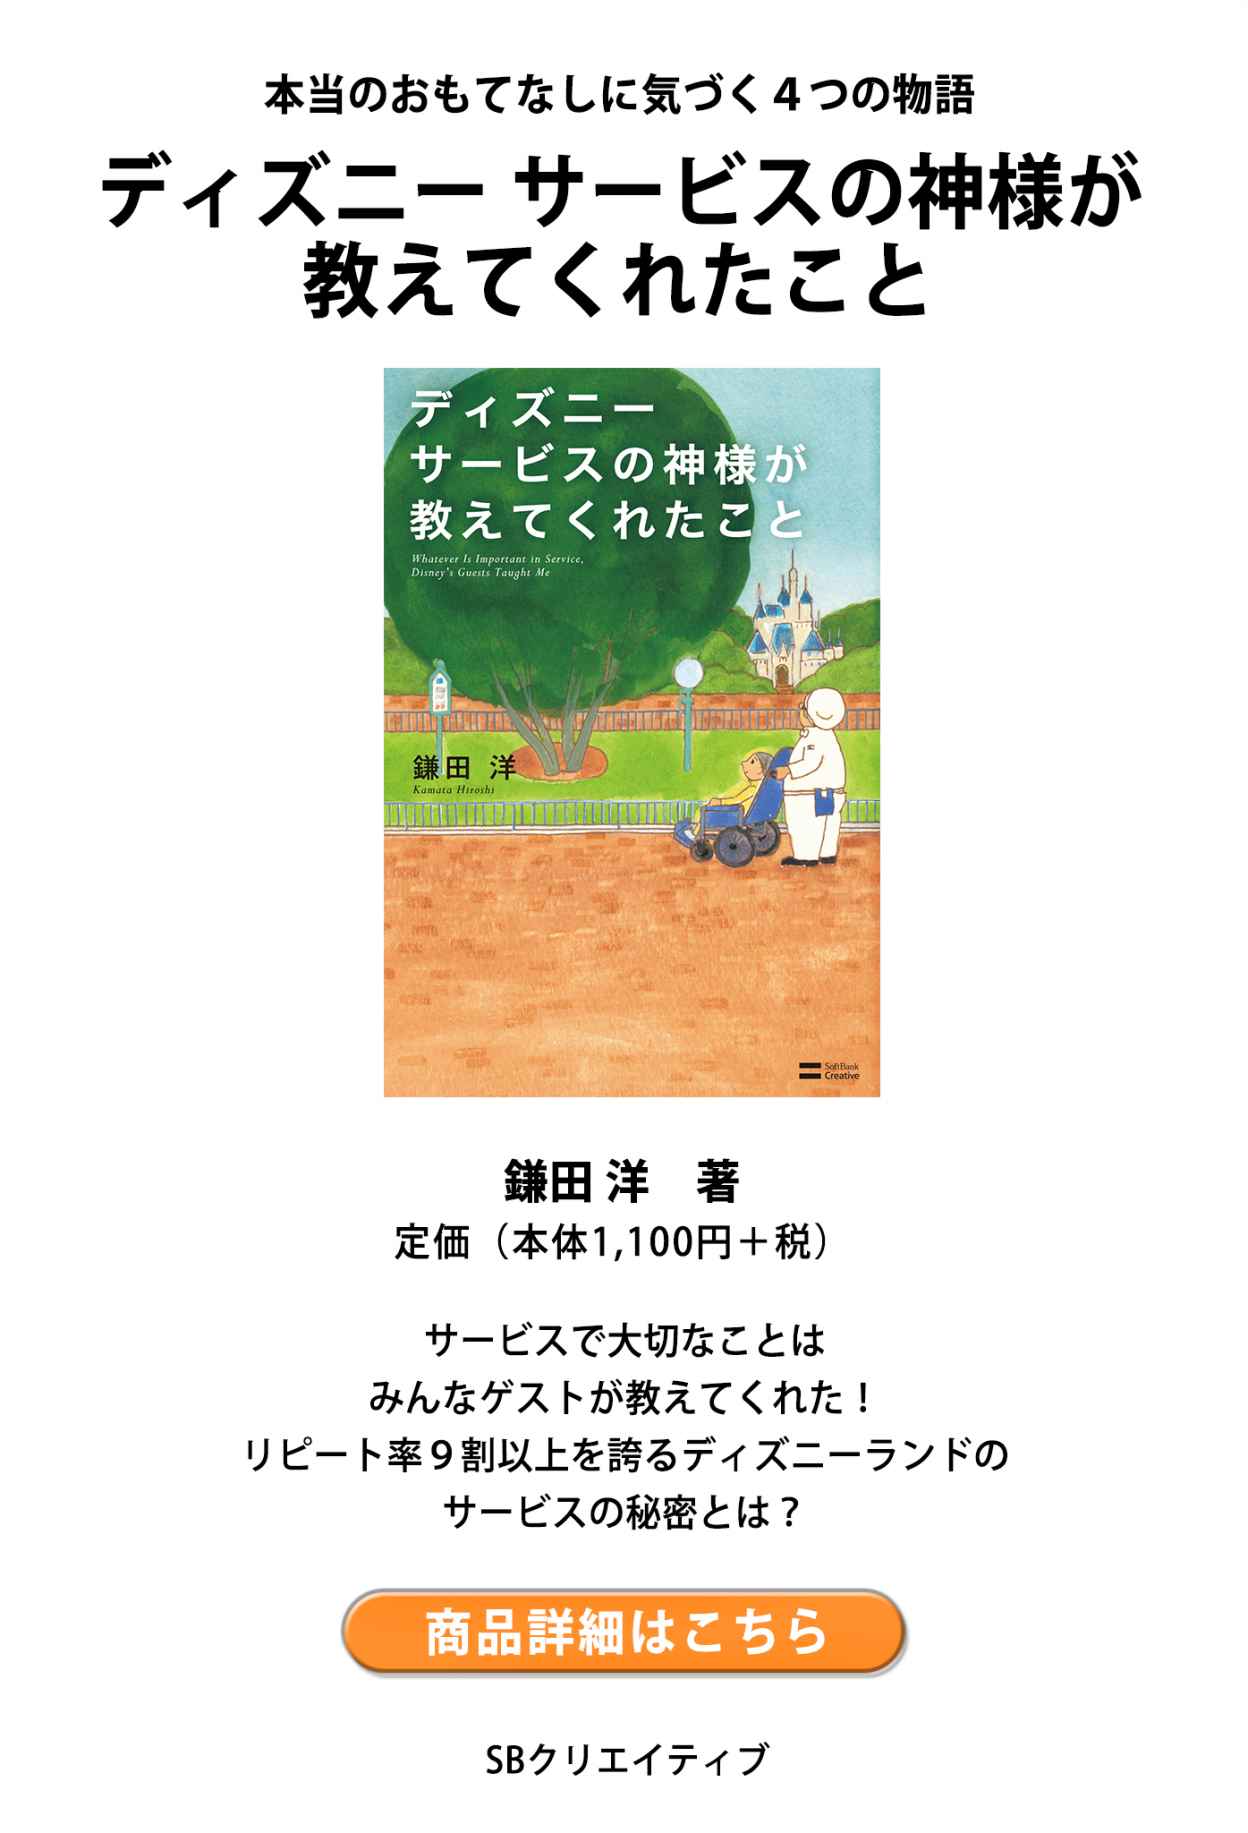 本当のおもてなしに気づく４つの物語
ディズニー サービスの神様が
教えてくれたこと
ディズニー
サービスの神様が
教えてくれたこと
Whatever Is Important in Service,
Disney's Guests Taught Me
鎌田 洋
Kamata Hiroshi
SoftBank
Creative
鎌田 洋　著
定価（本体1,100円＋税）
サービスで大切なことは
みんなゲストが教えてくれた！
リピート率９割以上を誇るディズニーランドの
サービスの秘密とは？
商品詳細はこちら
SBクリエイティブ